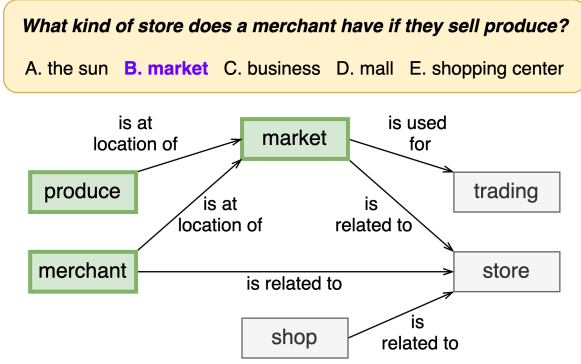 What kind of store does a merchant have if they sell produce?
A. the sun B. market C. business D. mall E. shopping center
is at
location of
market
is used
for
produce
trading
is at
location of
is
related to
merchant
is related to
store
shop
is
related to